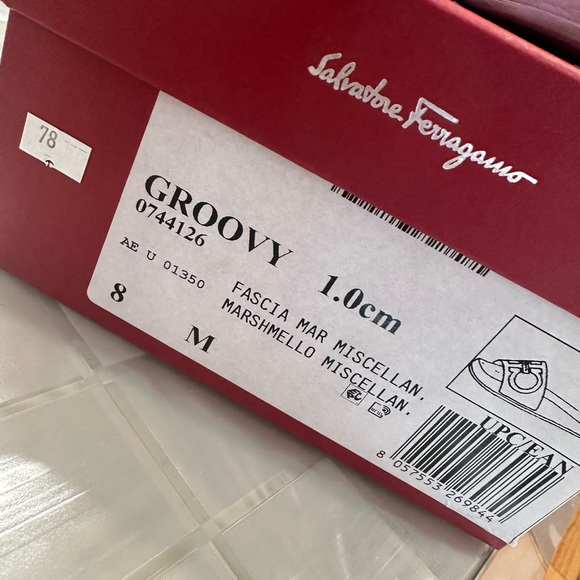 Salvatore Ferragamo
78
GROOVY 1.0cm
0744126
AE U 01350
FASCIA MAR MISCELLAN.
MARSHMELLO MISCELLAN.
8 M
UPC/EAN
8 057553 269844